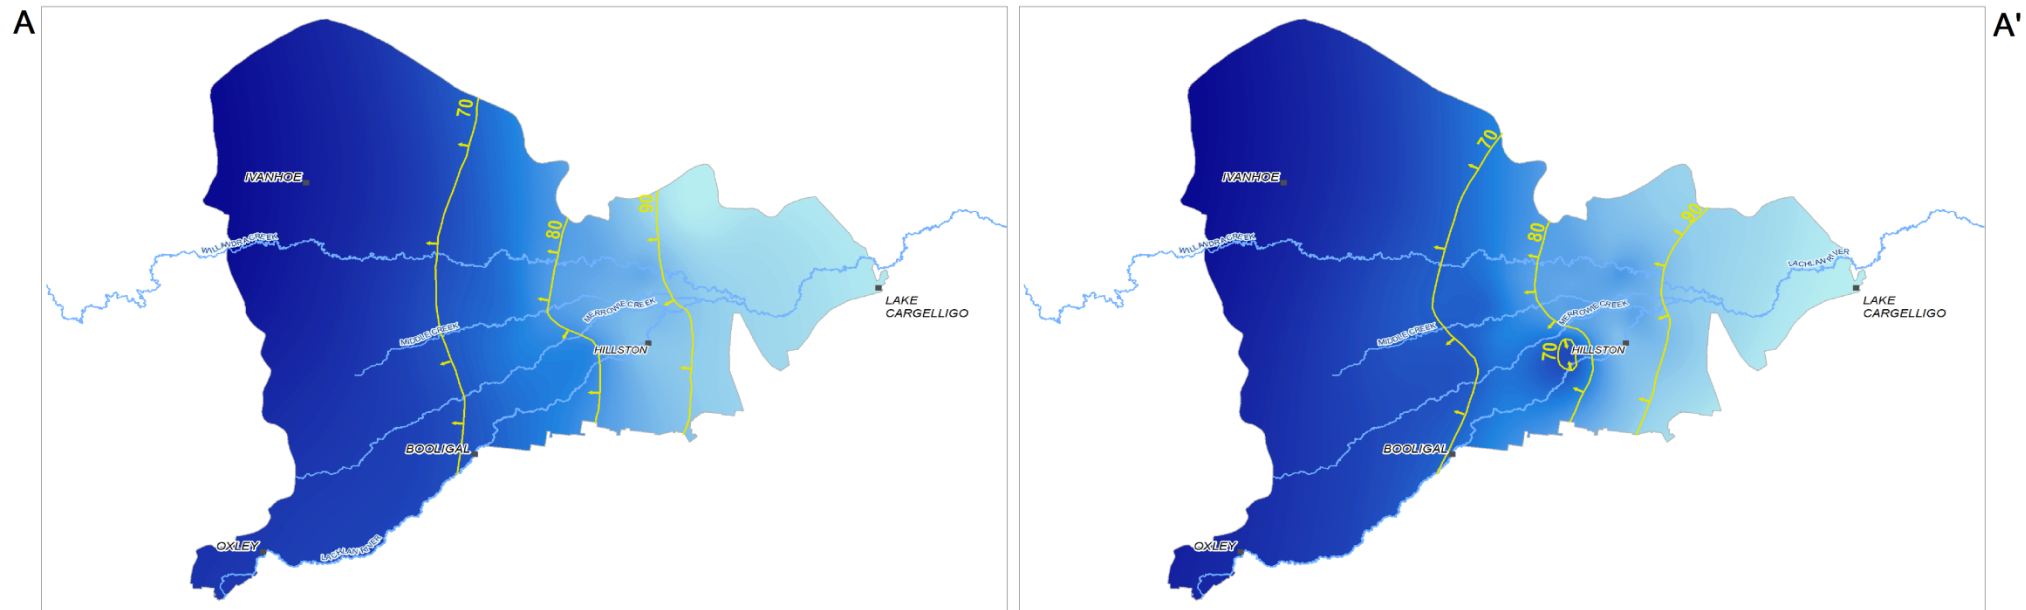 A
70
IVANHOE
80
90
WILLANDRA CREEK
LAKE
CARGELLIGO
MERROWIE CREEK
MIDDLE CREEK
HILLSTON
BOOLIGAL
OXLEY
LACHLAN RIVER
A'
70
IVANHOE
80
90
WILLANDRA CREEK
LACHLAN RIVER
LAKE
CARGELLIGO
MERROWIE CREEK
MIDDLE CREEK
70
HILLSTON
BOOLIGAL
OXLEY